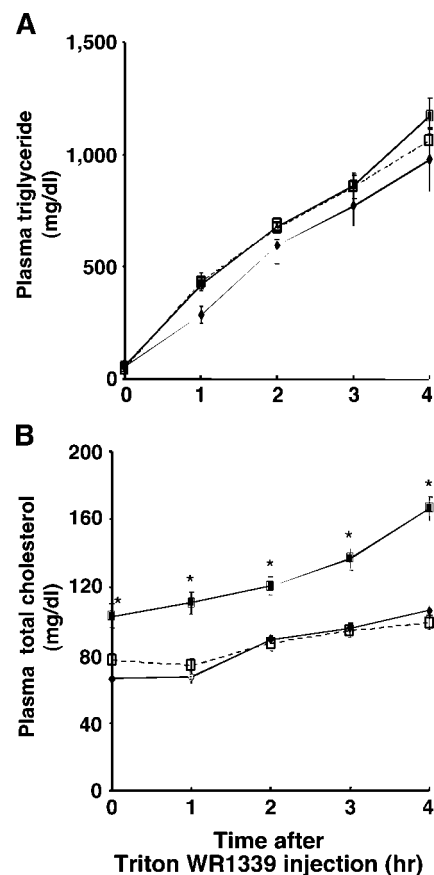 A
1,500
1,000
500
0
Plasma triglyceride
(mg/dl)
0 1 2 3 4
B
200
160
120
80
40
0
Plasma total cholesterol
(mg/dl)
* * * * *
0 1 2 3 4
Time after
Triton WR1339 injection (hr)